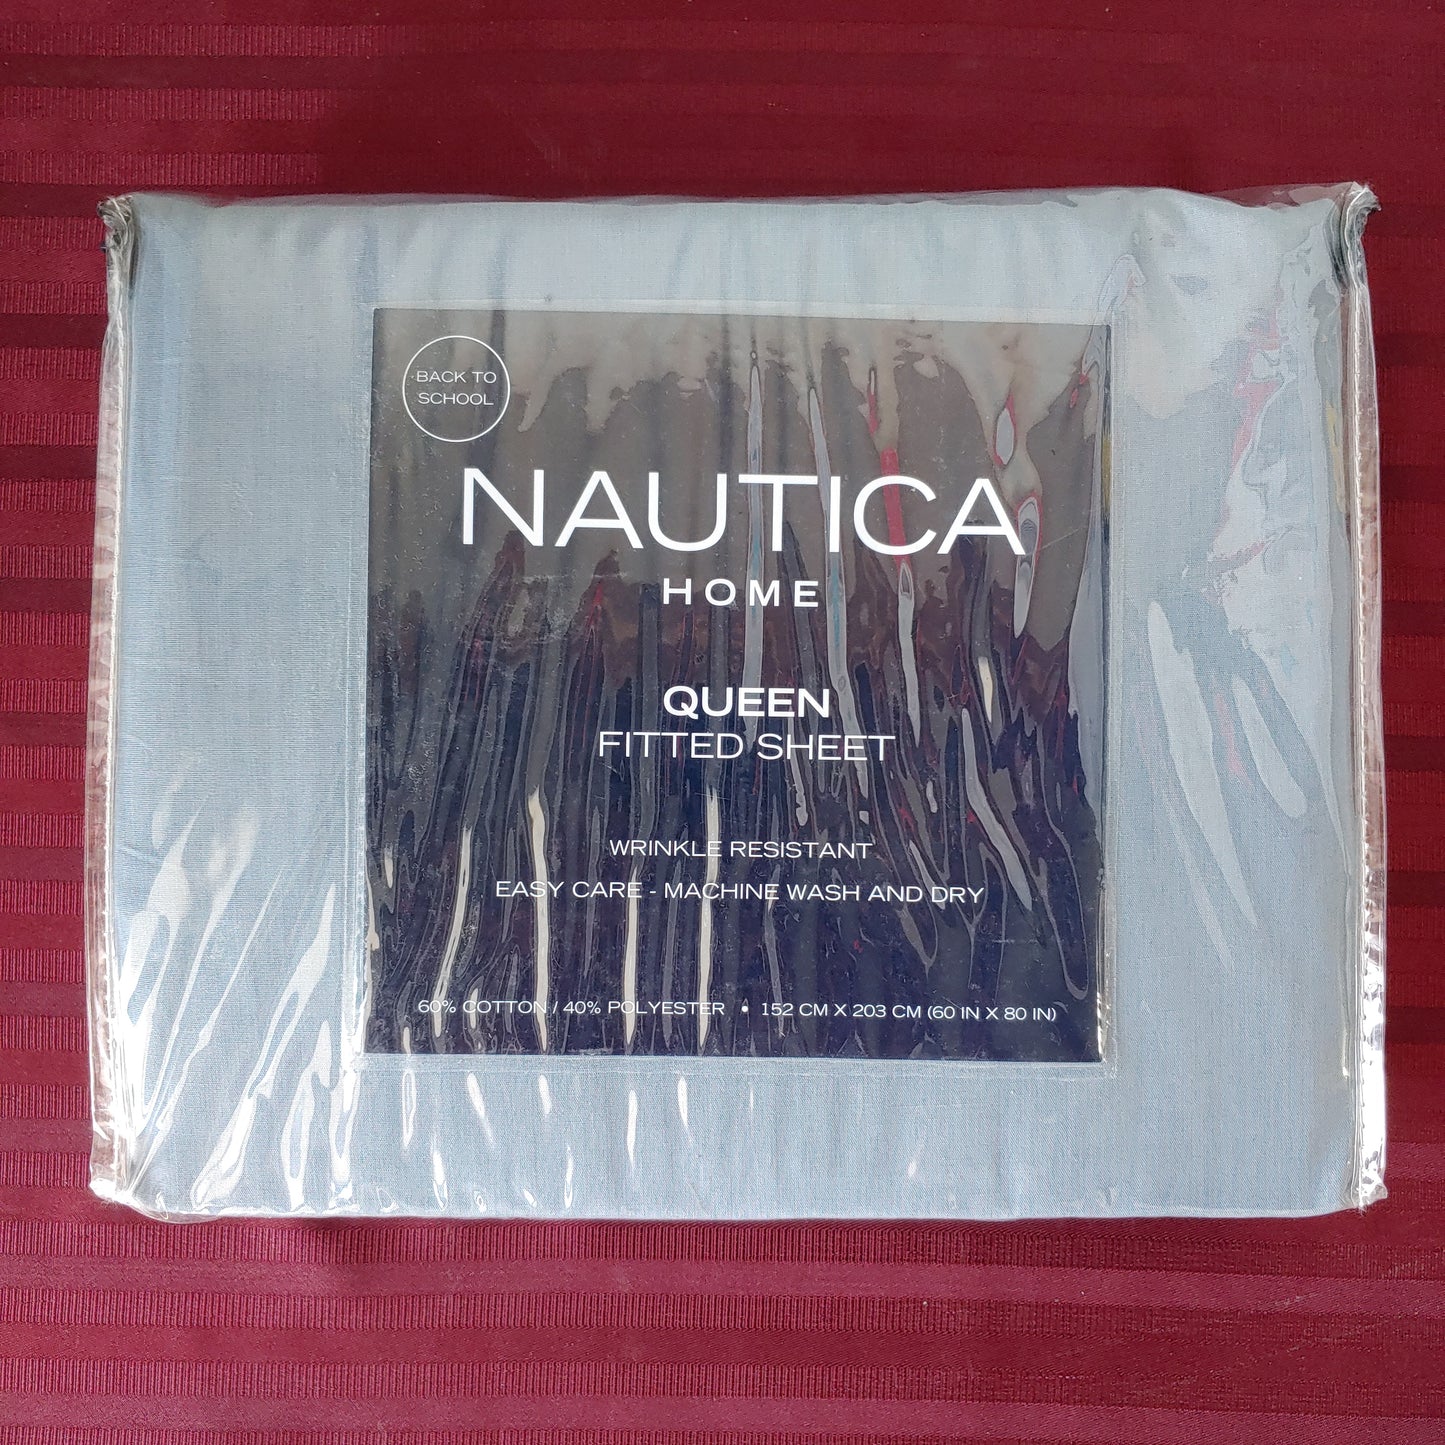 BACK TO
SCHOOL
NAUTICA
HOME
QUEEN
FITTED SHEET
WRINKLE RESISTANT
EASY CARE - MACHINE WASH AND DRY
60% COTTON / 40% POLYESTER • 152 CM X 203 CM (60 IN X 80 IN)